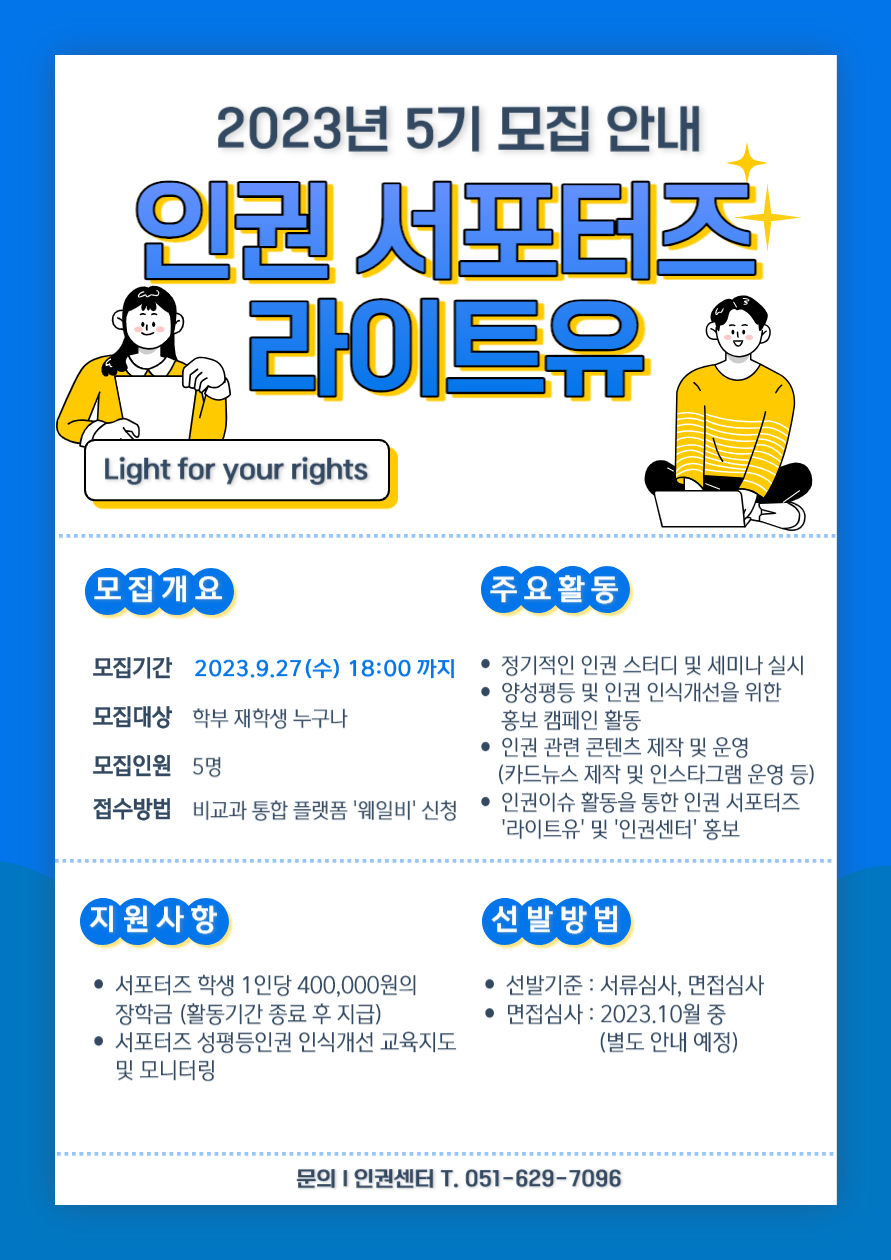 2023년 5기 모집 안내
인권 서포터즈
라이트유
Light for your rights
모집개요
모집기간 2023.9.27(수) 18:00 까지
모집대상 학부 재학생 누구나
모집인원 5명
접수방법 비교과 통합 플랫폼 '웨일비' 신청
주요활동
• 정기적인 인권 스터디 및 세미나 실시
• 양성평등 및 인권 인식개선을 위한
홍보 캠페인 활동
• 인권 관련 콘텐츠 제작 및 운영
(카드뉴스 제작 및 인스타그램 운영 등)
• 인권이슈 활동을 통한 인권 서포터즈
'라이트유' 및 '인권센터' 홍보
지원사항
• 서포터즈 학생 1인당 400,000원의
장학금 (활동기간 종료 후 지급)
• 서포터즈 성평등인권 인식개선 교육지도
및 모니터링
선발방법
• 선발기준 : 서류심사, 면접심사
• 면접심사 : 2023.10월 중
(별도 안내 예정)
문의 I 인권센터 T. 051-629-7096